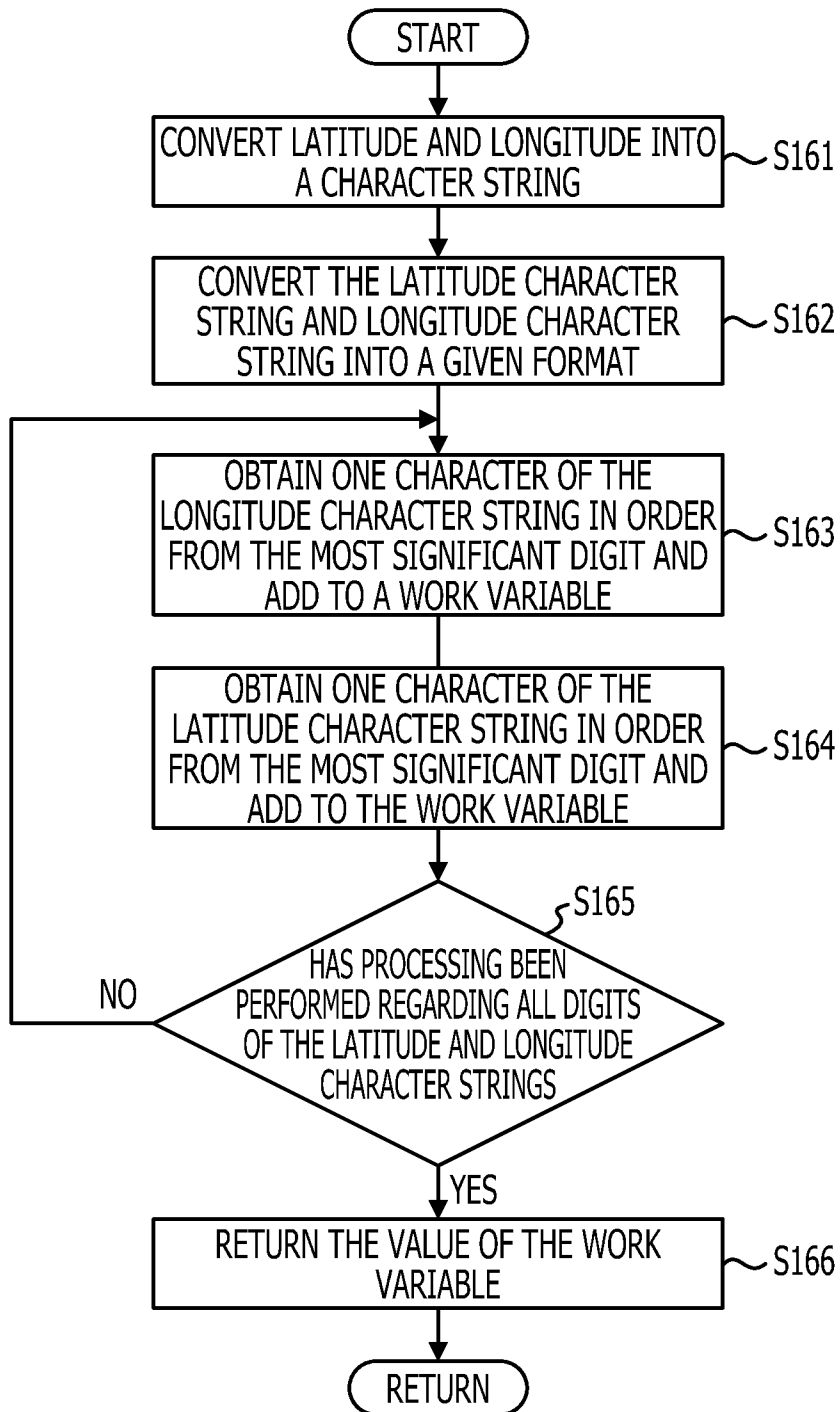 START
CONVERT LATITUDE AND LONGITUDE INTO
A CHARACTER STRING
S161
CONVERT THE LATITUDE CHARACTER
STRING AND LONGITUDE CHARACTER
STRING INTO A GIVEN FORMAT
S162
OBTAIN ONE CHARACTER OF THE
LONGITUDE CHARACTER STRING IN ORDER
FROM THE MOST SIGNIFICANT DIGIT AND
ADD TO A WORK VARIABLE
S163
OBTAIN ONE CHARACTER OF THE
LATITUDE CHARACTER STRING IN ORDER
FROM THE MOST SIGNIFICANT DIGIT AND
ADD TO THE WORK VARIABLE
S164
S165
HAS PROCESSING BEEN
PERFORMED REGARDING ALL DIGITS
OF THE LATITUDE AND LONGITUDE
CHARACTER STRINGS
NO
YES
RETURN THE VALUE OF THE WORK
VARIABLE
S166
RETURN